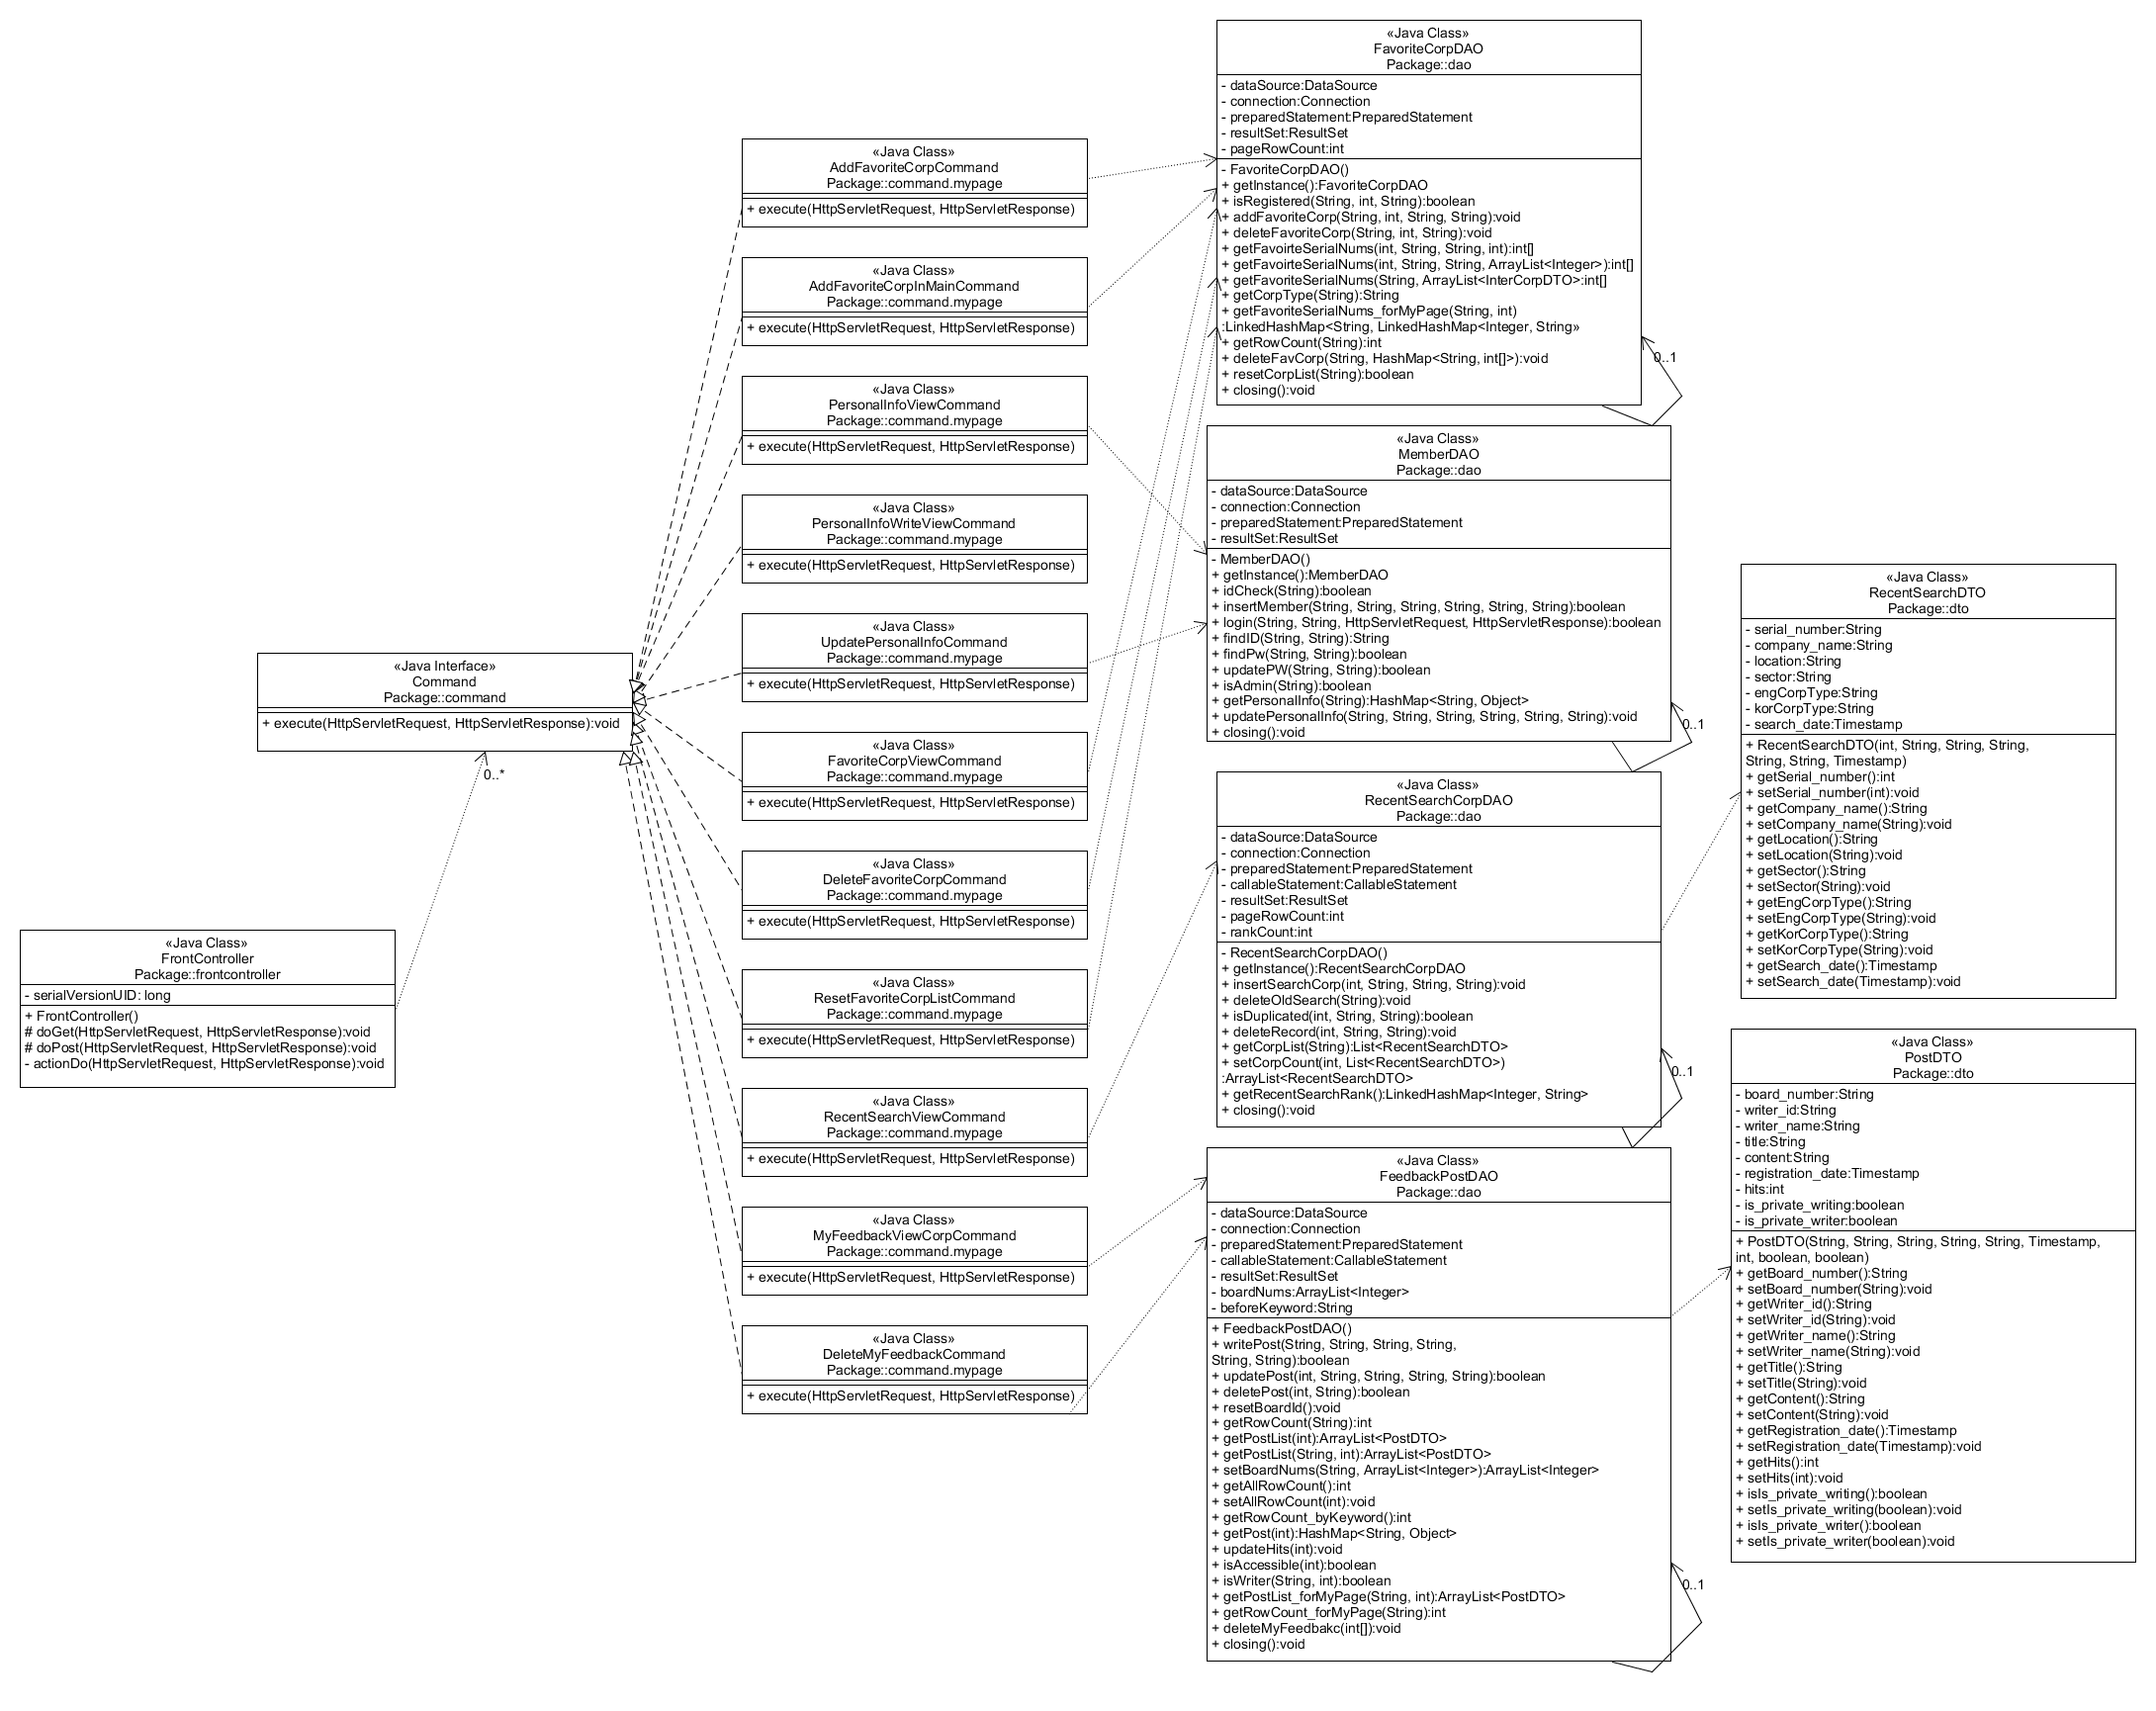 «Java Class»
FavoriteCorpDAO
Package::dao
- dataSource:DataSource
- connection:Connection
- preparedStatement:PreparedStatement
- resultSet:ResultSet
- pageRowCount:int
- FavoriteCorpDAO()
+ getInstance():FavoriteCorpDAO
+ isRegistered(String, int, String):boolean
+ addFavoriteCorp(String, int, String, String):void
+ deleteFavoriteCorp(String, int, String):void
+ getFavoirteSerialNums(int, String, String, int):int[]
+ getFavoirteSerialNums(int, String, String, ArrayList<Integer>):int[]
+ getFavoriteSerialNums(String, ArrayList<InterCorpDTO>:int[]
+ getCorpType(String):String
+ getFavoriteSerialNums_forMyPage(String, int)
:LinkedHashMap<String, LinkedHashMap<Integer, String»
+ getRowCount(String):int
+ deleteFavCorp(String, HashMap<String, int[]>):void
+ resetCorpList(String):boolean
+ closing():void
0..1
«Java Class»
AddFavoriteCorpCommand
Package::command.mypage
+ execute(HttpServletRequest, HttpServletResponse)
«Java Class»
AddFavoriteCorpInMainCommand
Package::command.mypage
+ execute(HttpServletRequest, HttpServletResponse)
«Java Class»
PersonalInfoViewCommand
Package::command.mypage
+ execute(HttpServletRequest, HttpServletResponse)
«Java Class»
PersonalInfoWriteViewCommand
Package::command.mypage
+ execute(HttpServletRequest, HttpServletResponse)
«Java Class»
UpdatePersonalInfoCommand
Package::command.mypage
+ execute(HttpServletRequest, HttpServletResponse)
«Java Class»
FavoriteCorpViewCommand
Package::command.mypage
+ execute(HttpServletRequest, HttpServletResponse)
«Java Class»
DeleteFavoriteCorpCommand
Package::command.mypage
+ execute(HttpServletRequest, HttpServletResponse)
«Java Class»
ResetFavoriteCorpListCommand
Package::command.mypage
+ execute(HttpServletRequest, HttpServletResponse)
«Java Class»
RecentSearchViewCommand
Package::command.mypage
+ execute(HttpServletRequest, HttpServletResponse)
«Java Class»
MyFeedbackViewCorpCommand
Package::command.mypage
+ execute(HttpServletRequest, HttpServletResponse)
«Java Class»
DeleteMyFeedbackCommand
Package::command.mypage
+ execute(HttpServletRequest, HttpServletResponse)
«Java Interface»
Command
Package::command
+ execute(HttpServletRequest, HttpServletResponse):void
0..*
«Java Class»
FrontController
Package::frontcontroller
- serialVersionUID: long
+ FrontController()
# doGet(HttpServletRequest, HttpServletResponse):void
# doPost(HttpServletRequest, HttpServletResponse):void
- actionDo(HttpServletRequest, HttpServletResponse):void
«Java Class»
MemberDAO
Package::dao
- dataSource:DataSource
- connection:Connection
- preparedStatement:PreparedStatement
- resultSet:ResultSet
- MemberDAO()
+ getInstance():MemberDAO
+ idCheck(String):boolean
+ insertMember(String, String, String, String, String, String):boolean
+ login(String, String, HttpServletRequest, HttpServletResponse):boolean
+ findID(String, String):String
+ findPw(String, String):boolean
+ updatePW(String, String):boolean
+ isAdmin(String):boolean
+ getPersonalInfo(String):HashMap<String, Object>
+ updatePersonalInfo(String, String, String, String, String, String):void
+ closing():void
0..1
«Java Class»
RecentSearchCorpDAO
Package::dao
- dataSource:DataSource
- connection:Connection
- preparedStatement:PreparedStatement
- callableStatement:CallableStatement
- resultSet:ResultSet
- pageRowCount:int
- rankCount:int
- RecentSearchCorpDAO()
+ getInstance():RecentSearchCorpDAO
+ insertSearchCorp(int, String, String, String):void
+ deleteOldSearch(String):void
+ isDuplicated(int, String, String):boolean
+ deleteRecord(int, String, String):void
+ getCorpList(String):List<RecentSearchDTO>
+ setCorpCount(int, List<RecentSearchDTO>)
:ArrayList<RecentSearchDTO>
+ getRecentSearchRank():LinkedHashMap<Integer, String>
+ closing():void
0..1
«Java Class»
FeedbackPostDAO
Package::dao
- dataSource:DataSource
- connection:Connection
- preparedStatement:PreparedStatement
- callableStatement:CallableStatement
- resultSet:ResultSet
- boardNums:ArrayList<Integer>
- beforeKeyword:String
+ FeedbackPostDAO()
+ writePost(String, String, String, String,
String, String):boolean
+ updatePost(int, String, String, String, String):boolean
+ deletePost(int, String):boolean
+ resetBoardId():void
+ getRowCount(String):int
+ getPostList(int):ArrayList<PostDTO>
+ getPostList(String, int):ArrayList<PostDTO>
+ setBoardNums(String, ArrayList<Integer>):ArrayList<Integer>
+ getAllRowCount():int
+ setAllRowCount(int):void
+ getRowCount_byKeyword():int
+ getPost(int):HashMap<String, Object>
+ updateHits(int):void
+ isAccessible(int):boolean
+ isWriter(String, int):boolean
+ getPostList_forMyPage(String, int):ArrayList<PostDTO>
+ getRowCount_forMyPage(String):int
+ deleteMyFeedbakc(int[]):void
+ closing():void
0..1
«Java Class»
RecentSearchDTO
Package::dto
- serial_number:String
- company_name:String
- location:String
- sector:String
- engCorpType:String
- korCorpType:String
- search_date:Timestamp
+ RecentSearchDTO(int, String, String, String,
String, String, Timestamp)
+ getSerial_number():int
+ setSerial_number(int):void
+ getCompany_name():String
+ setCompany_name(String):void
+ getLocation():String
+ setLocation(String):void
+ getSector():String
+ setSector(String):void
+ getEngCorpType():String
+ setEngCorpType(String):void
+ getKorCorpType():String
+ setKorCorpType(String):void
+ getSearch_date():Timestamp
+ setSearch_date(Timestamp):void
«Java Class»
PostDTO
Package::dto
- board_number:String
- writer_id:String
- writer_name:String
- title:String
- content:String
- registration_date:Timestamp
- hits:int
- is_private_writing:boolean
- is_private_writer:boolean
+ PostDTO(String, String, String, String, String, Timestamp,
int, boolean, boolean)
+ getBoard_number():String
+ setBoard_number(String):void
+ getWriter_id():String
+ setWriter_id(String):void
+ getWriter_name():String
+ setWriter_name(String):void
+ getTitle():String
+ setTitle(String):void
+ getContent():String
+ setContent(String):void
+ getRegistration_date():Timestamp
+ setRegistration_date(Timestamp):void
+ getHits():int
+ setHits(int):void
+ isIs_private_writing():boolean
+ setIs_private_writing(boolean):void
+ isIs_private_writer():boolean
+ setIs_private_writer(boolean):void